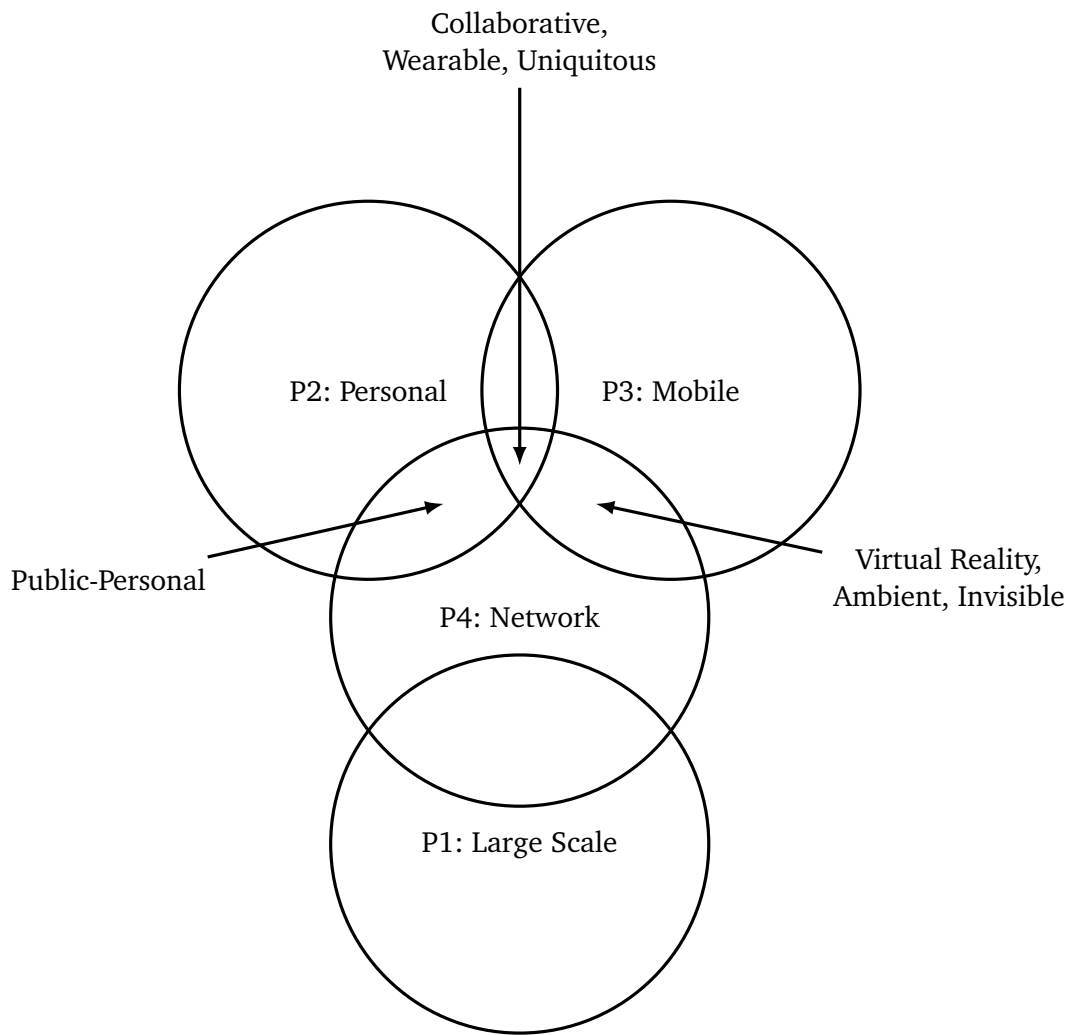 Collaborative,
Wearable, Uniquitous
P2: Personal
P3: Mobile
Public-Personal
Virtual Reality,
Ambient, Invisible
P4: Network
P1: Large Scale